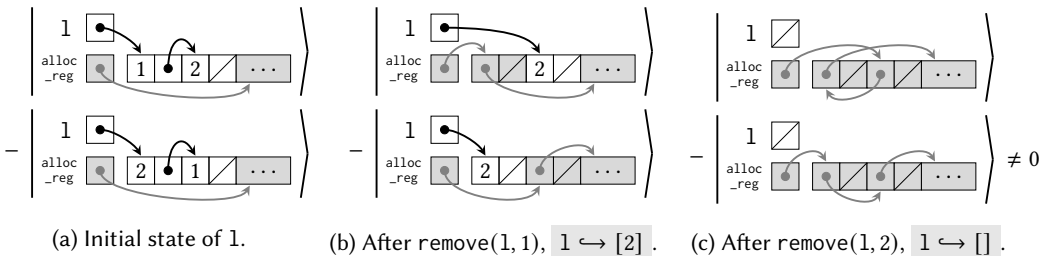 l
alloc
_reg
1 2 ···
− l
alloc
_reg
2 1 ···
(a) Initial state of l.
l
alloc
_reg
2 ···
− l
alloc
_reg
2 ···
(b) After remove(l, 1), l ↪ [2] .
l
alloc
_reg
···
− l
alloc
_reg
··· ≠ 0
(c) After remove(l, 2), l ↪ [] .